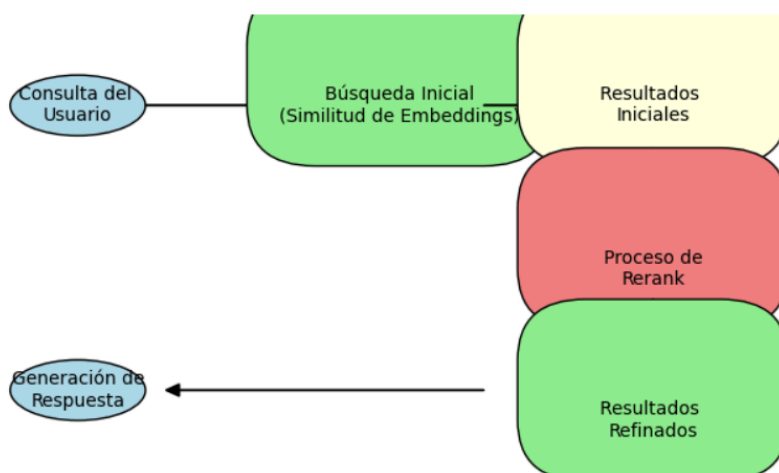 Consulta del
Usuario
Búsqueda Inicial
(Similitud de Embeddings)
Resultados
Iniciales
Proceso de
Rerank
Generación de
Respuesta
Resultados
Refinados